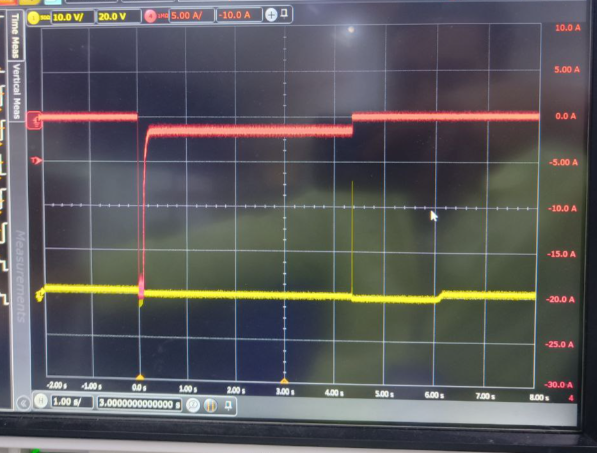 10.0 V/ 20.0 V 5.00 A/ -10.0 A
Time Meas
Vertical Meas
Measurements
10.0 A
5.00 A
0.0 A
-5.00 A
-10.0 A
-15.0 A
-20.0 A
-25.0 A
-30.0 A
4
-2.00 s -1.00 s 0.0 s 1.00 s 2.00 s 3.00 s 4.00 s 5.00 s 6.00 s 7.00 s 8.00 s
H 1.00 s/ 3.0000000000000 s